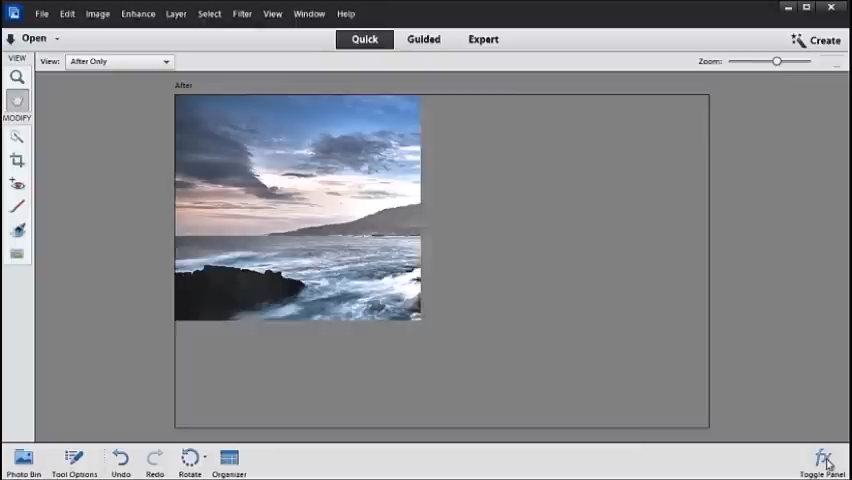 File Edit Image Enhance Layer Select Filter View Window Help
Open Quick Guided Expert Create
VIEW View: After Only Zoom:
After
MODIFY
Photo Bin Tool Options Undo Redo Rotate Organizer fx Toggle Panel